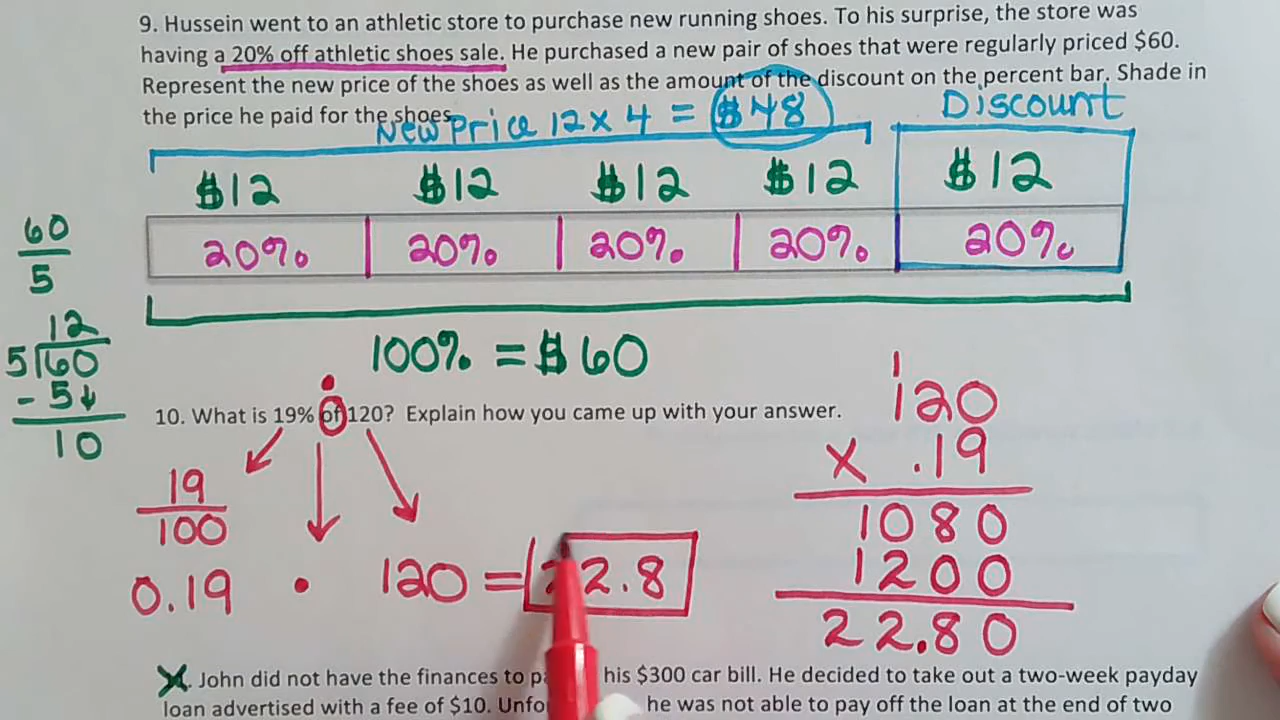 9. Hussein went to an athletic store to purchase new running shoes. To his surprise, the store was
having a 20% off athletic shoes sale. He purchased a new pair of shoes that were regularly priced $60.
Represent the new price of the shoes as well as the amount of the discount on the percent bar. Shade in
the price he paid for the shoes.
New Price 12 x 4 = $48
Discount
$12 $12 $12 $12 $12
20% 20% 20% 20% 20%
60
5
12
5 60
- 5
10
100% = $60
10. What is 19% of 120? Explain how you came up with your answer.
19
100
0.19 • 120 = 22.8
1
120
x .19
1080
1200
22.80
John did not have the finances to his $300 car bill. He decided to take out a two-week payday
loan advertised with a fee of $10. he was not able to pay off the loan at the end of two